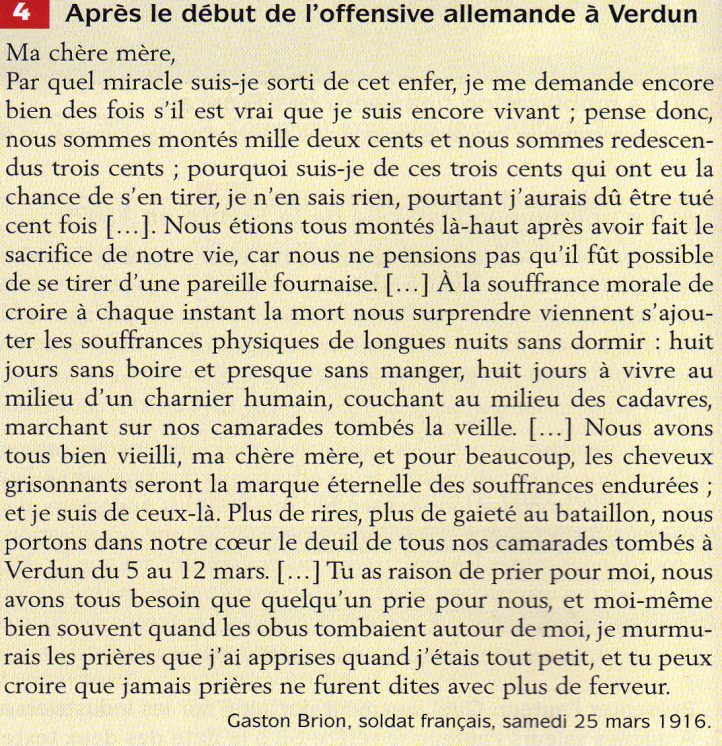 4 Après le début de l'offensive allemande à Verdun
Ma chère mère,
Par quel miracle suis-je sorti de cet enfer, je me demande encore
bien des fois s'il est vrai que je suis encore vivant ; pense donc,
nous sommes montés mille deux cents et nous sommes redescen-
dus trois cents ; pourquoi suis-je de ces trois cents qui ont eu la
chance de s'en tirer, je n'en sais rien, pourtant j'aurais dû être tué
cent fois […]. Nous étions tous montés là-haut après avoir fait le
sacrifice de notre vie, car nous ne pensions pas qu'il fût possible
de se tirer d'une pareille fournaise. […] À la souffrance morale de
croire à chaque instant la mort nous surprendre viennent s'ajou-
ter les souffrances physiques de longues nuits sans dormir : huit
jours sans boire et presque sans manger, huit jours à vivre au
milieu d'un charnier humain, couchant au milieu des cadavres,
marchant sur nos camarades tombés la veille. […] Nous avons
tous bien vieilli, ma chère mère, et pour beaucoup, les cheveux
grisonnants seront la marque éternelle des souffrances endurées ;
et je suis de ceux-là. Plus de rires, plus de gaieté au bataillon, nous
portons dans notre cœur le deuil de tous nos camarades tombés à
Verdun du 5 au 12 mars. […] Tu as raison de prier pour moi, nous
avons tous besoin que quelqu'un prie pour nous, et moi-même
bien souvent quand les obus tombaient autour de moi, je murmu-
rais les prières que j'ai apprises quand j'étais tout petit, et tu peux
croire que jamais prières ne furent dites avec plus de ferveur.
Gaston Brion, soldat français, samedi 25 mars 1916.